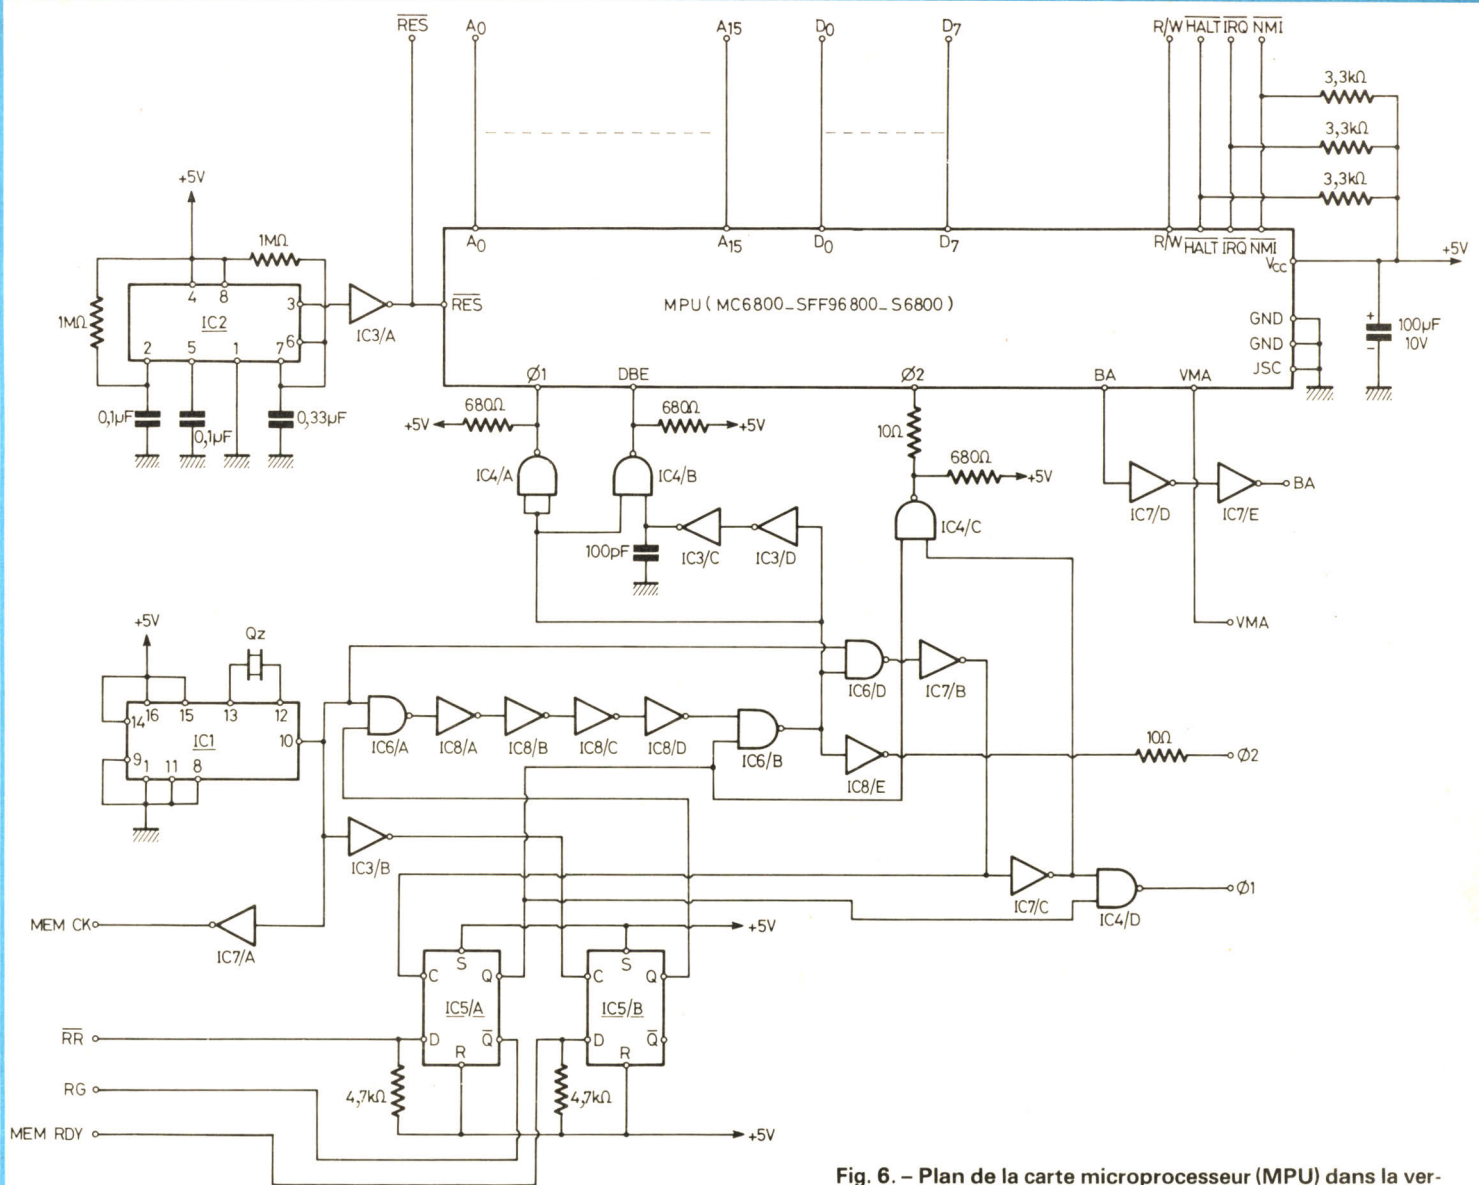 RES A0 A15 D0 D7 R/W HALT IRQ NMI
3,3kΩ
3,3kΩ
3,3kΩ
+5V
1MΩ
1MΩ
4 8
IC2
3
6
2 5 1 7
0,1µF
0,1µF
0,33µF
IC3/A
A0 A15 D0 D7 R/W HALT IRQ NMI
VCC
+5V
RES
MPU (MC6800_SFF96800_S6800)
GND
GND
JSC
+
100µF
10V
−
Ø1 DBE Ø2 BA VMA
680Ω
+5V
680Ω
+5V
10Ω
680Ω
+5V
IC4/A
IC4/B
IC4/C
IC7/D
IC7/E
BA
100pF
IC3/C
IC3/D
VMA
+5V
Qz
16 15 13 12
14
IC1
10
9
1 11 8
IC6/A
IC8/A
IC8/B
IC8/C
IC8/D
IC6/B
IC6/D
IC7/B
IC8/E
10Ω
Ø2
IC3/B
IC7/C
IC4/D
Ø1
MEM CK
IC7/A
+5V
S
C Q
IC5/A
D Q
R
S
C Q
IC5/B
D Q
R
RR
4,7kΩ
4,7kΩ
RG
MEM RDY
+5V
Fig. 6. – Plan de la carte microprocesseur (MPU) dans la ver-